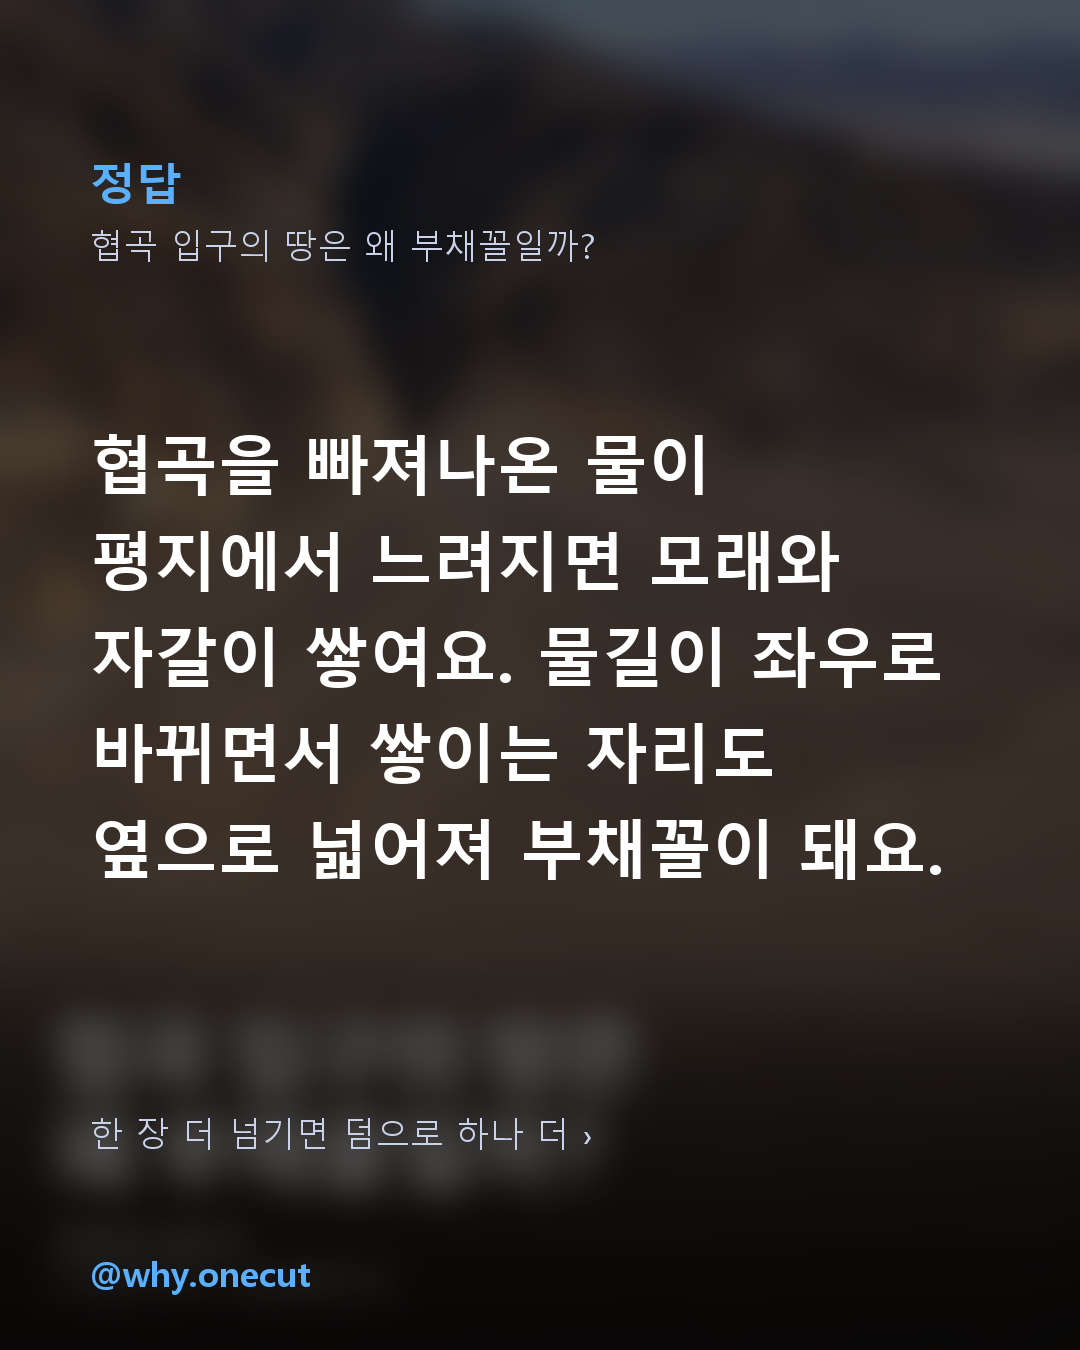 정답
협곡 입구의 땅은 왜 부채꼴일까?
협곡을 빠져나온 물이
평지에서 느려지면 모래와
자갈이 쌓여요. 물길이 좌우로
바뀌면서 쌓이는 자리도
옆으로 넓어져 부채꼴이 돼요.
한 장 더 넘기면 덤으로 하나 더 ›
@why.onecut